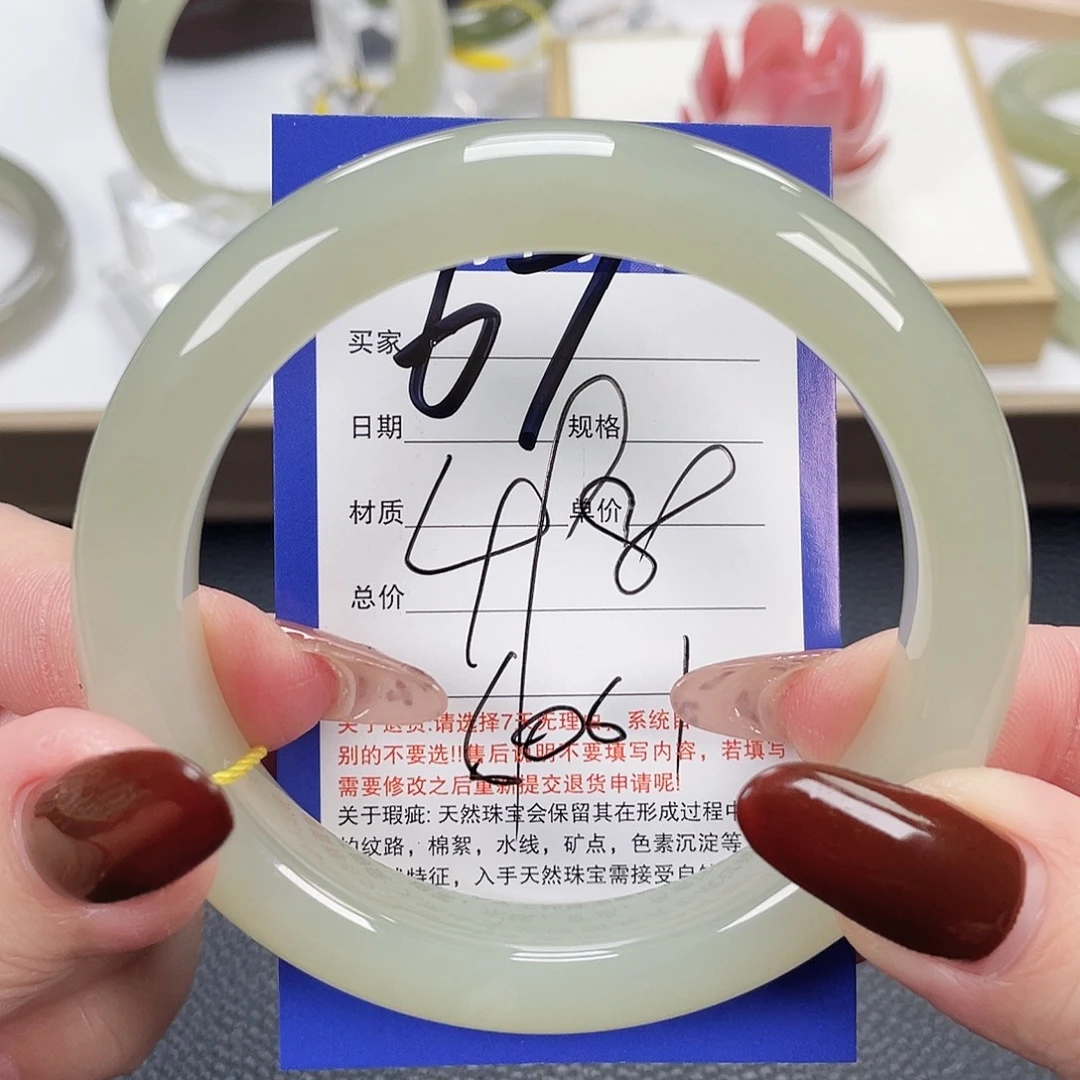 67
买家
日期 规格
材质 单价
总价
关于退货:请选择7天无理由，系统
别的不要选!!售后说明不要填写内容，若填写
需要修改之后重新提交退货申请呢!
关于瑕疵: 天然珠宝会保留其在形成过程中
的纹路，棉絮，水线，矿点，色素沉淀等
特征，入手天然珠宝需接受自